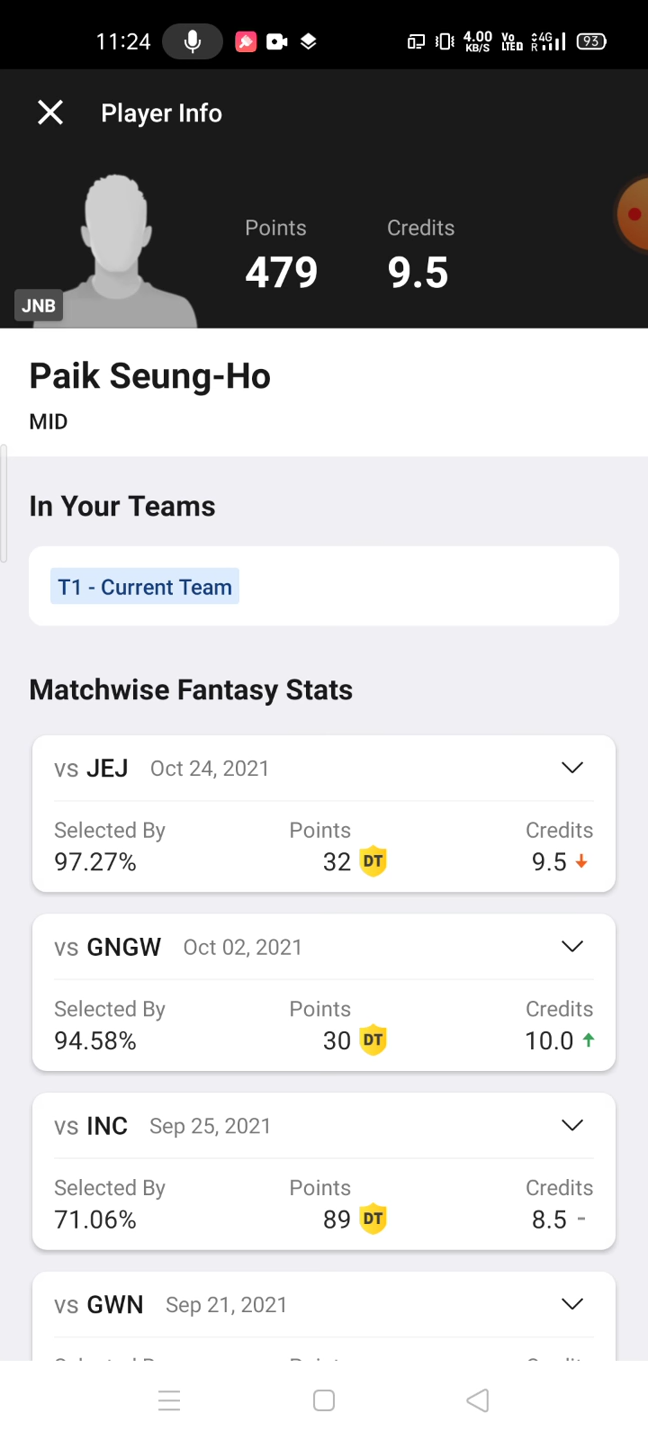 11:24 4.00 KB/S Vo LTED 4G R 93
Player Info
Points Credits
479 9.5
JNB
Paik Seung-Ho
MID
In Your Teams
T1 - Current Team
Matchwise Fantasy Stats
vs JEJ Oct 24, 2021
Selected By Points Credits
97.27% 32 DT 9.5
vs GNGW Oct 02, 2021
Selected By Points Credits
94.58% 30 DT 10.0
vs INC Sep 25, 2021
Selected By Points Credits
71.06% 89 DT 8.5 -
vs GWN Sep 21, 2021